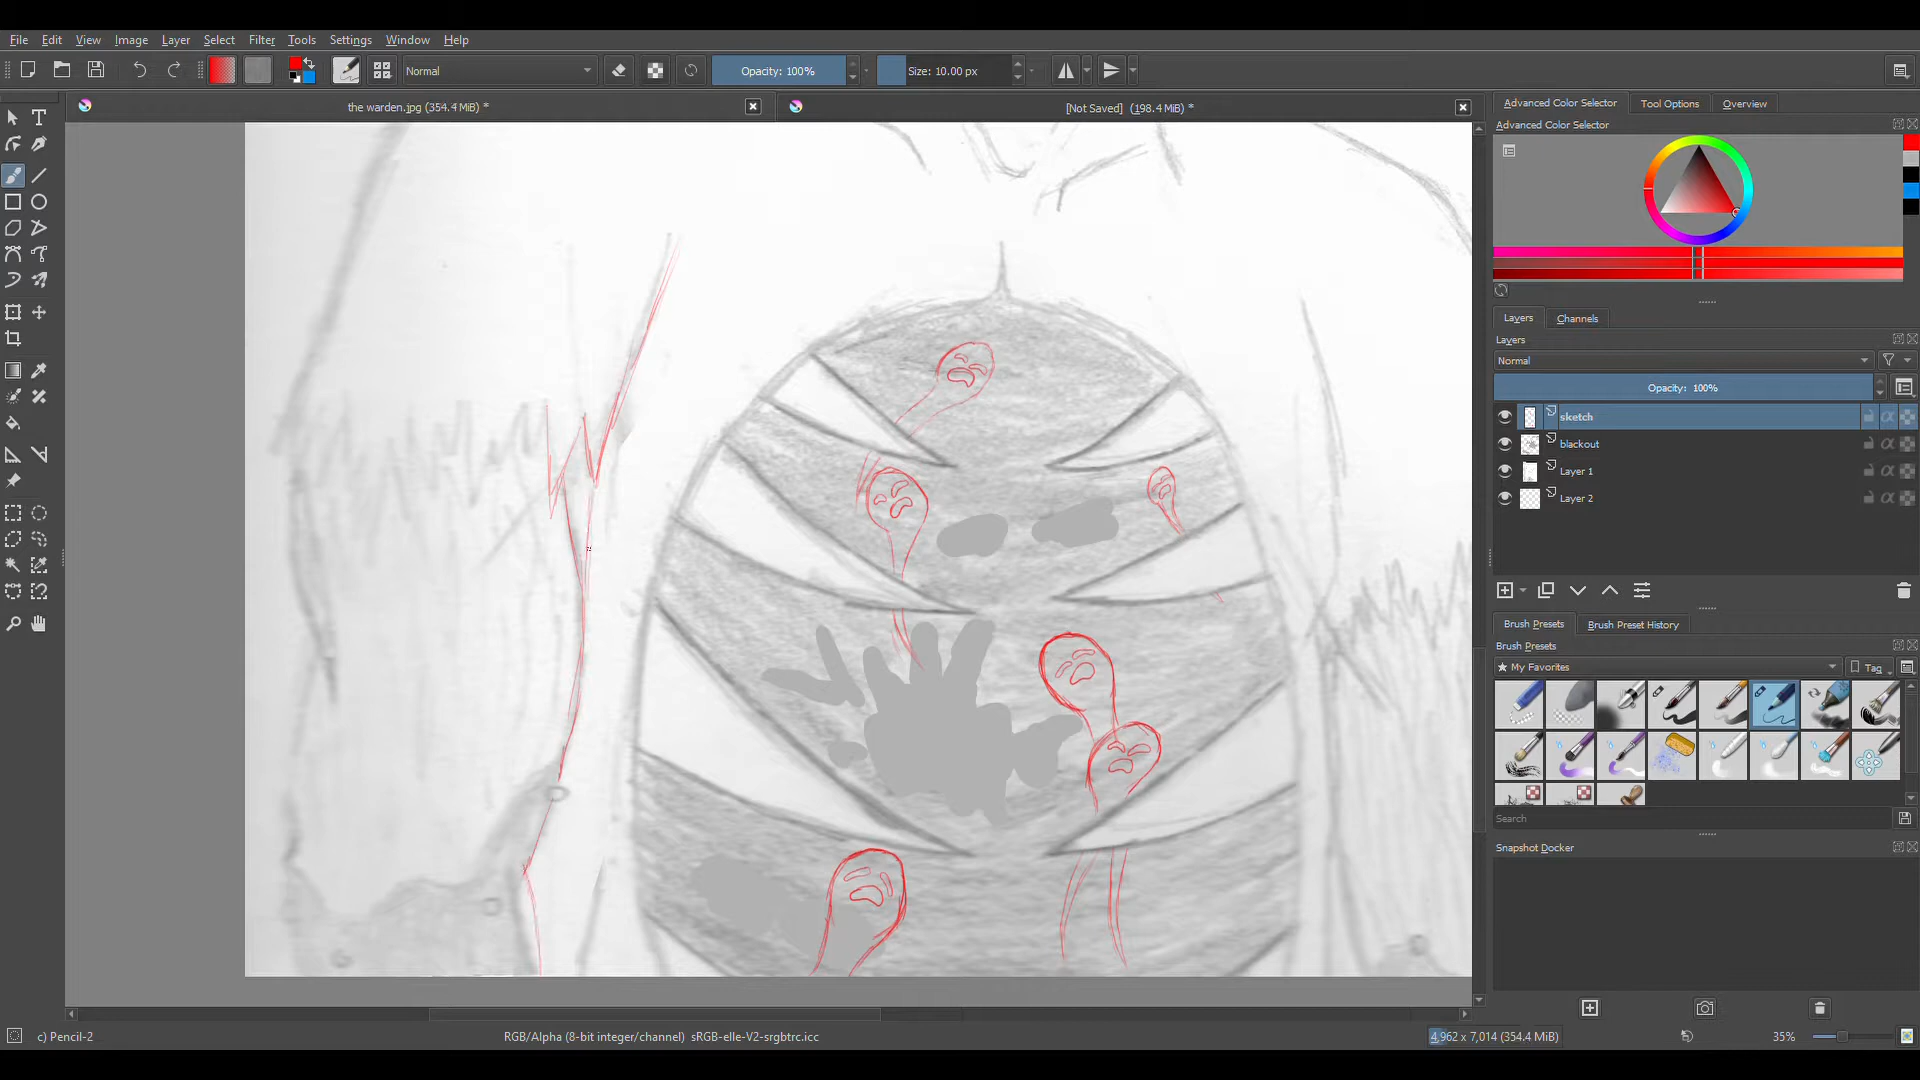 File Edit View Image Layer Select Filter Tools Settings Window Help
Normal
Opacity: 100%
Size: 10.00 px
the warden.jpg (354.4 MiB) *
[Not Saved] (198.4 MiB) *
Advanced Color Selector
Tool Options
Overview
Advanced Color Selector
Layers
Channels
Layers
Normal
Opacity: 100%
sketch
blackout
Layer 1
Layer 2
Brush Presets
Brush Preset History
Brush Presets
★ My Favorites
Tag
Search
Snapshot Docker
c) Pencil-2
RGB/Alpha (8-bit integer/channel) sRGB-elle-V2-srgbtrc.icc
4,962 x 7,014 (354.4 MiB)
35%